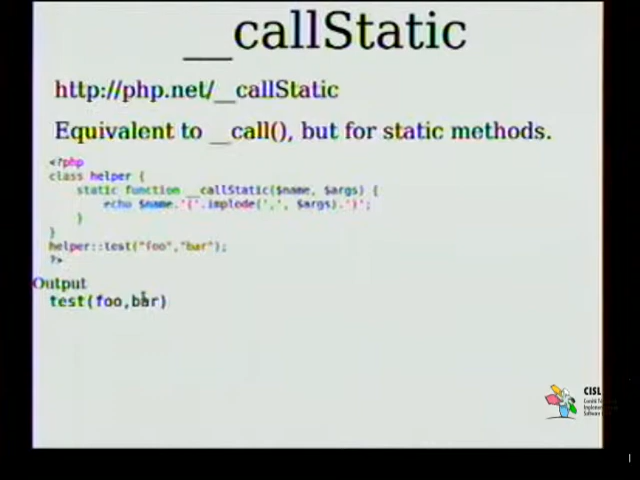 __callStatic
http://php.net/__callStatic
Equivalent to __call(), but for static methods.
<?php
class helper {
static function __callStatic($name, $args) {
echo $name.'('.implode(',', $args).')';
}
}
helper::test("foo","bar");
?>
Output
test(foo,bar)
CISL